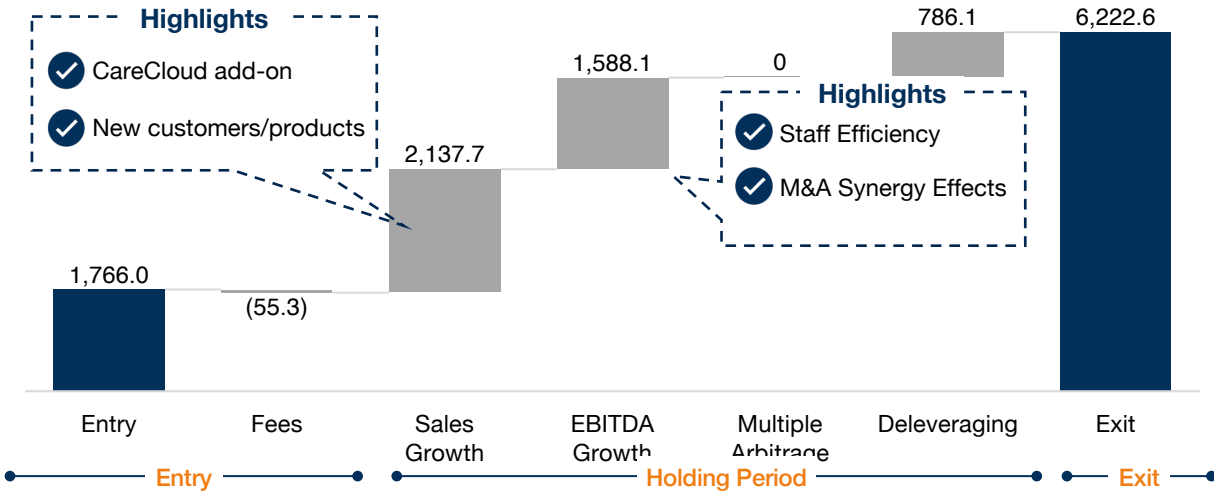 Highlights
CareCloud add-on
New customers/products
1,766.0
(55.3)
2,137.7
1,588.1
0
786.1
6,222.6
Highlights
Staff Efficiency
M&A Synergy Effects
Entry
Fees
Sales
Growth
EBITDA
Growth
Multiple
Arbitrage
Deleveraging
Exit
Entry
Holding Period
Exit